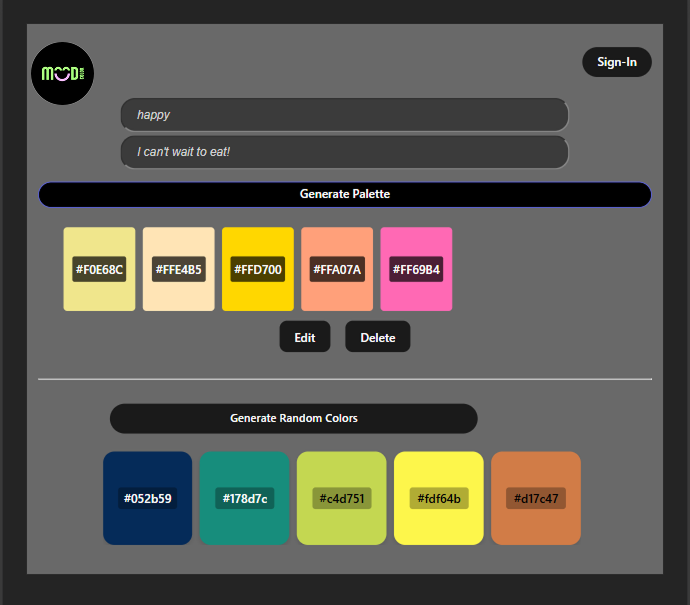 MOODi
Sign-In
happy
I can't wait to eat!
Generate Palette
#F0E68C #FFE4B5 #FFD700 #FFA07A #FF69B4
Edit Delete
Generate Random Colors
#052b59 #178d7c #c4d751 #fdf64b #d17c47